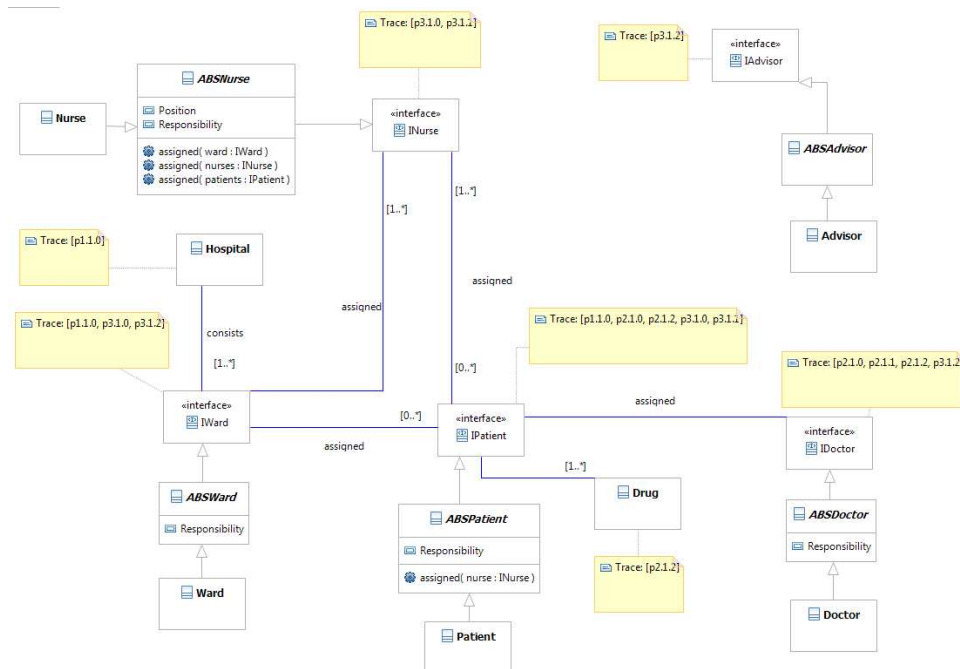 Trace: [p3.1.0, p3.1.1]
Trace: [p3.1.2]
«interface»
IAdvisor
ABSNurse
Position
Responsibility
assigned( ward : IWard )
assigned( nurses : INurse )
assigned( patients : IPatient )
Nurse
«interface»
INurse
ABSAdvisor
[1..*]
[1..*]
Trace: [p1.1.0]
Hospital
Advisor
assigned
assigned
Trace: [p1.1.0, p3.1.0, p3.1.2]
consists
Trace: [p1.1.0, p2.1.0, p2.1.2, p3.1.0, p3.1.1]
[1..*]
[0..*]
Trace: [p2.1.0, p2.1.1, p2.1.2, p3.1.2]
«interface»
IWard
[0..*]
assigned
«interface»
IPatient
assigned
«interface»
IDoctor
[1..*]
ABSWard
Responsibility
Drug
ABSPatient
Responsibility
assigned( nurse : INurse )
ABSDoctor
Responsibility
Trace: [p2.1.2]
Ward
Patient
Doctor